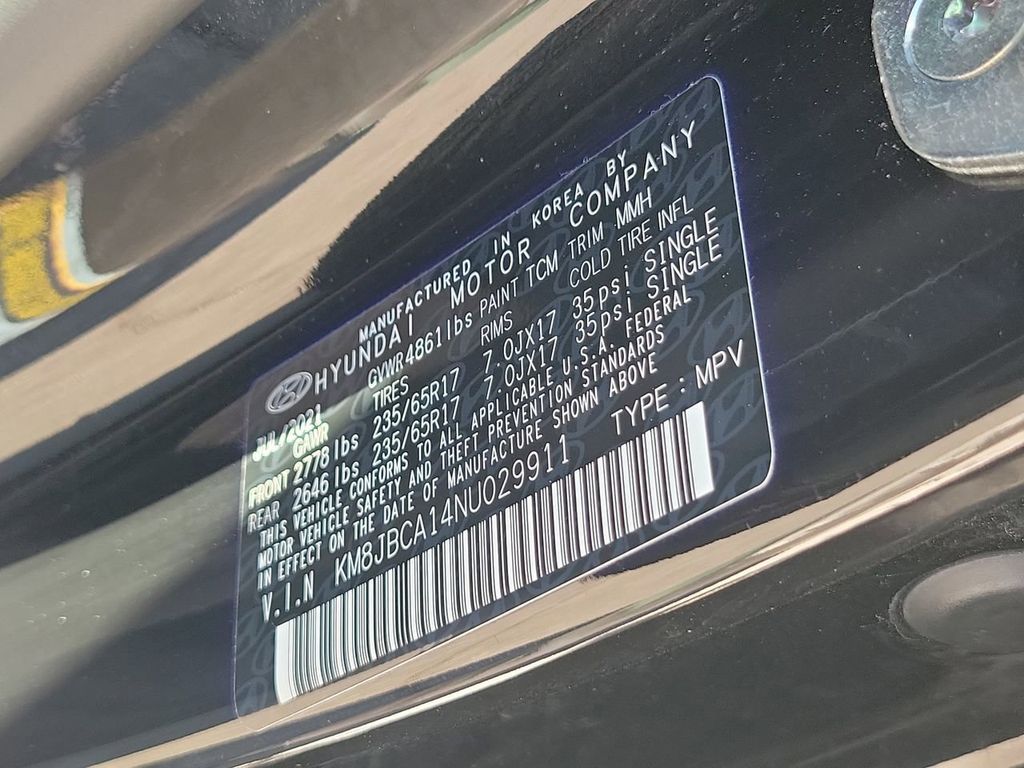 MANUFACTURED IN KOREA BY
HYUNDAI MOTOR COMPANY
JUL/2021 GVWR 4861 lbs PAINT TCM TRIM MMH
GAWR TIRES RIMS COLD TIRE INFL
FRONT 2778 lbs 235/65R17 7.0JX17 35psi SINGLE
REAR 2646 lbs 235/65R17 7.0JX17 35psi SINGLE
THIS VEHICLE CONFORMS TO ALL APPLICABLE U.S.A. FEDERAL
MOTOR VEHICLE SAFETY AND THEFT PREVENTION STANDARDS
IN EFFECT ON THE DATE OF MANUFACTURE SHOWN ABOVE
V.I.N KM8JBCA14NU029911 TYPE : MPV